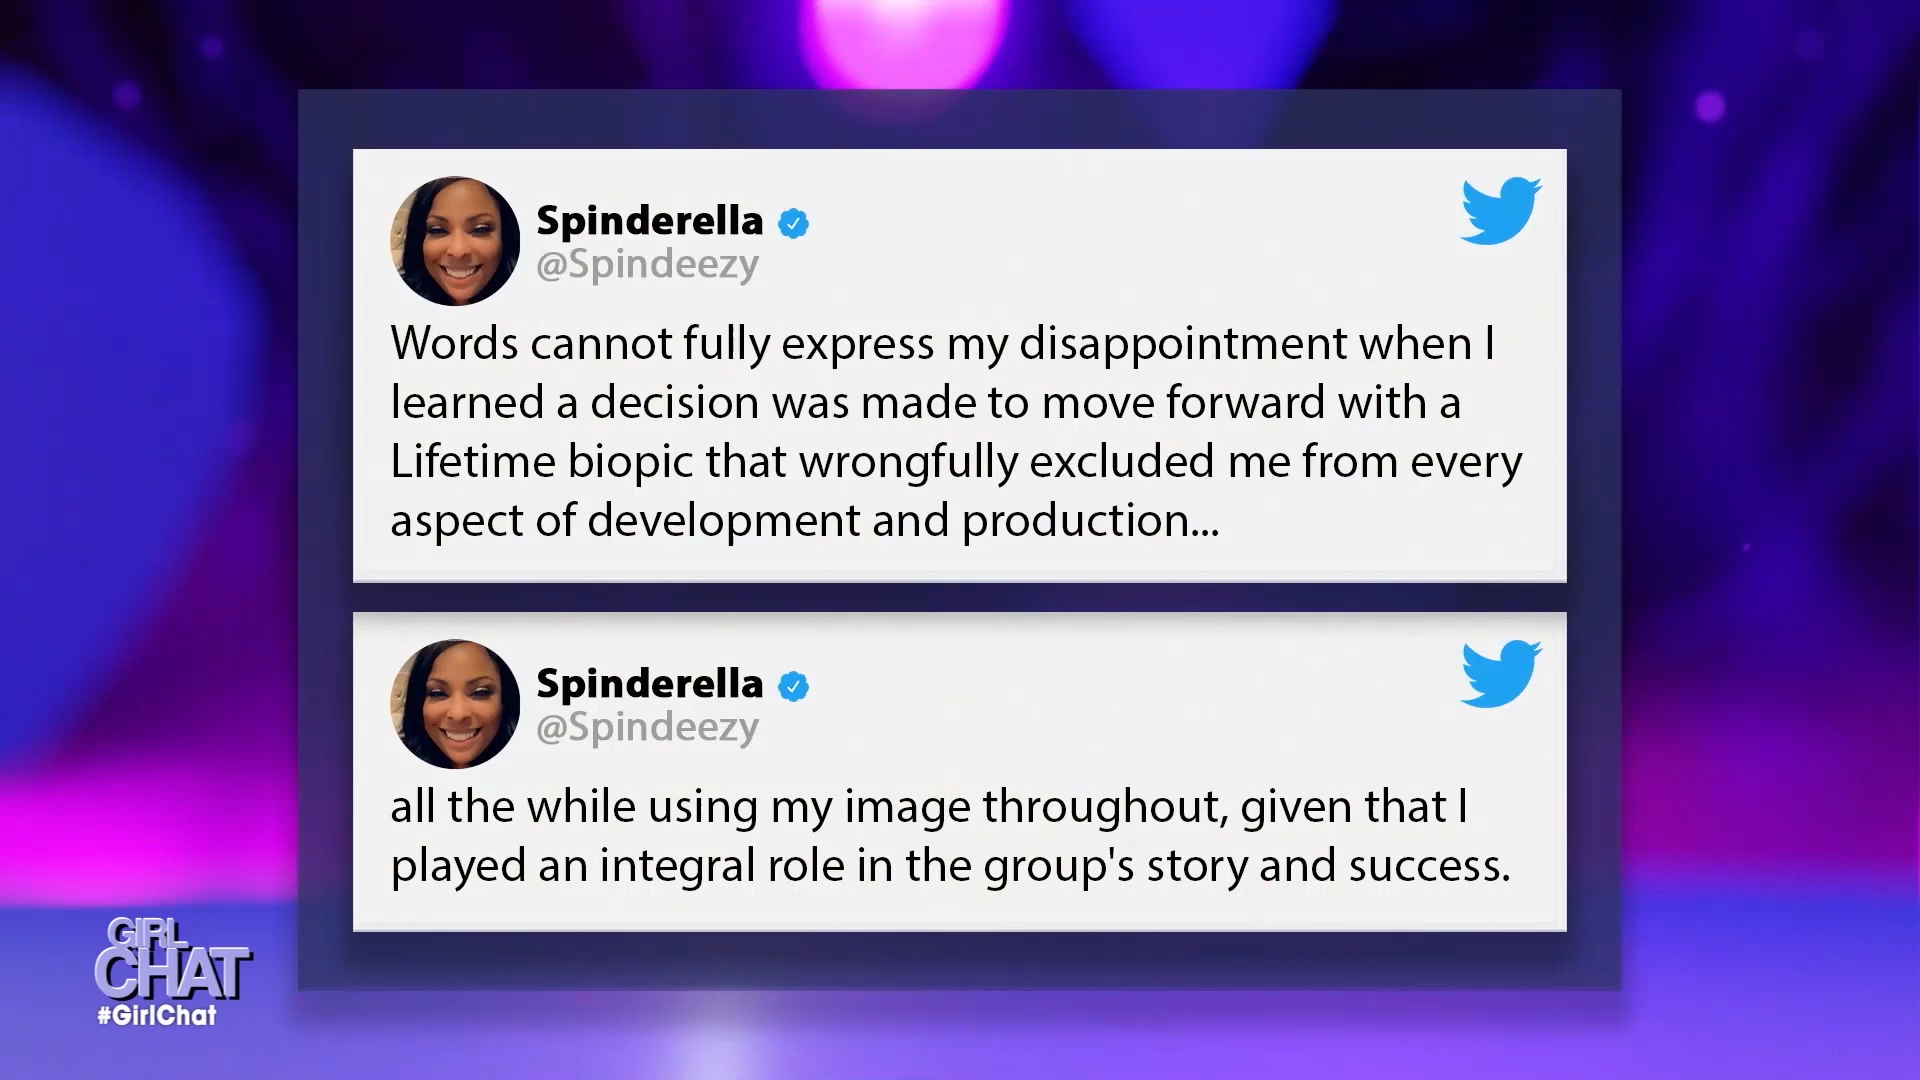 Spinderella
@Spindeezy
Words cannot fully express my disappointment when I
learned a decision was made to move forward with a
Lifetime biopic that wrongfully excluded me from every
aspect of development and production...
Spinderella
@Spindeezy
all the while using my image throughout, given that I
played an integral role in the group's story and success.
GIRL
CHAT
#GirlChat